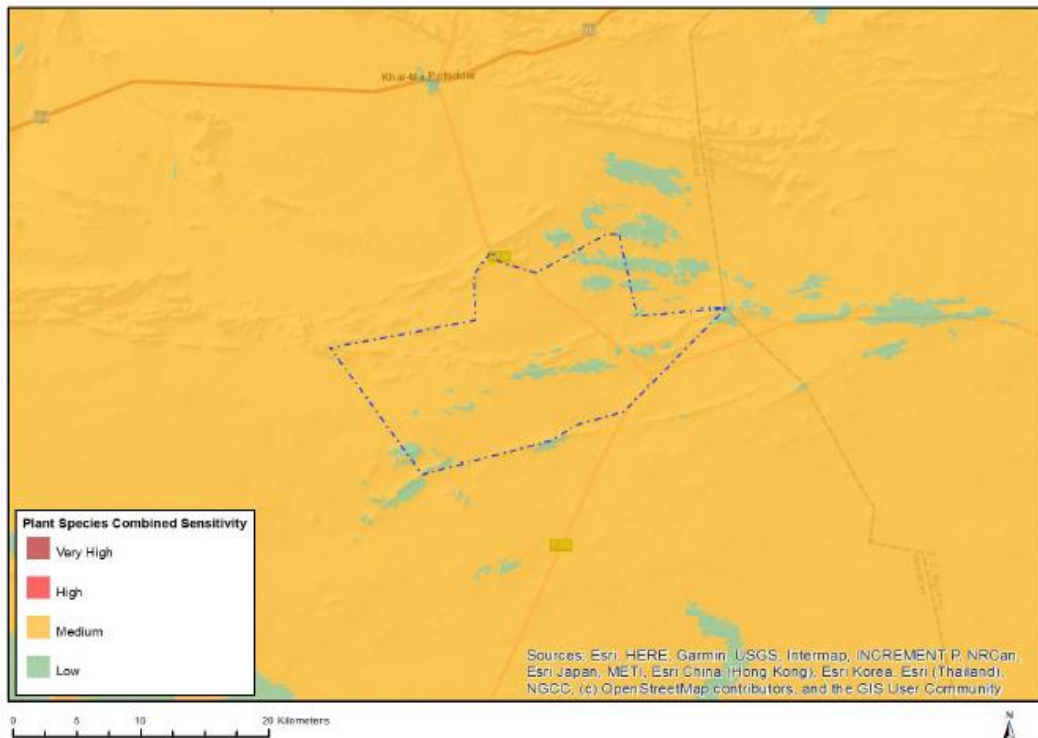 Khai-Ma Pofadder
Plant Species Combined Sensitivity
Very High
High
Medium
Low
Sources: Esri, HERE, Garmin, USGS, Intermap, INCREMENT P, NRCan,
Esri Japan, METI, Esri China (Hong Kong), Esri Korea, Esri (Thailand),
NGCC, (c) OpenStreetMap contributors, and the GIS User Community
0 5 10 20 Kilometers
N